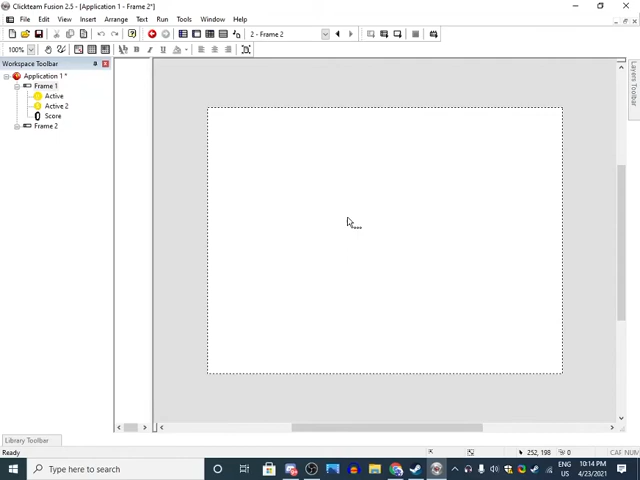 Clickteam Fusion 2.5 - [Application 1 - Frame 2*]
File Edit View Insert Arrange Text Run Tools Window Help
2 - Frame 2
100%
Workspace Toolbar
Application 1 *
Frame 1
Active
Active 2
Score
Frame 2
Layers Toolbar
Library Toolbar
Ready
252, 198
0
CAF NUM
Type here to search
ENG
US
10:14 PM
4/23/2021